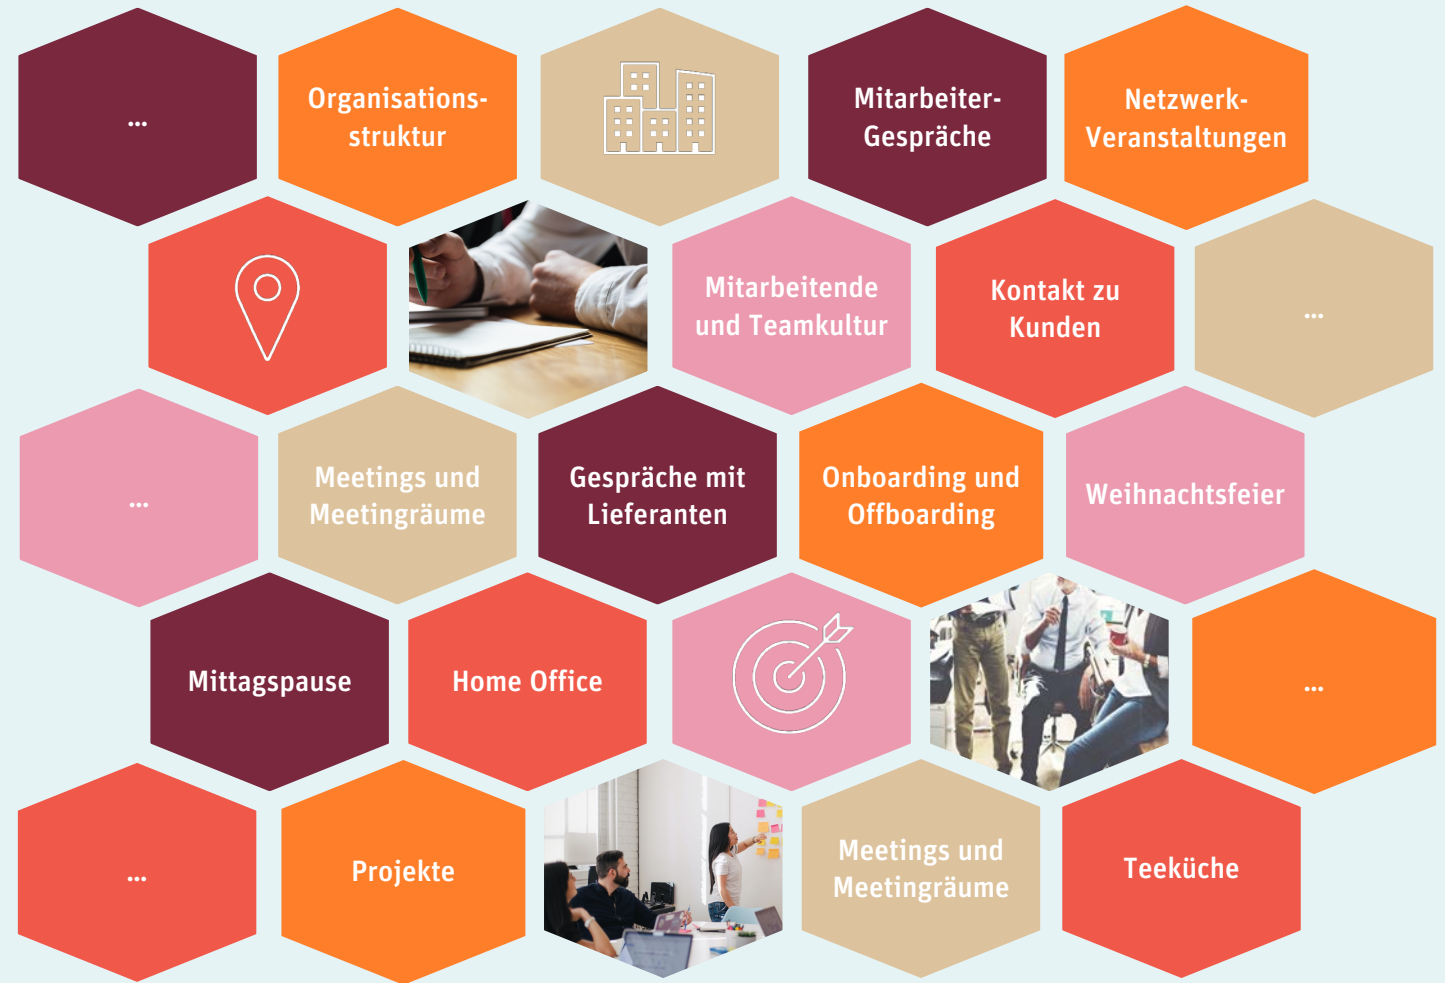 ...
Organisations-
struktur
Mitarbeiter-
Gespräche
Netzwerk-
Veranstaltungen
Mitarbeitende
und Teamkultur
Kontakt zu
Kunden
...
...
Meetings und
Meetingräume
Gespräche mit
Lieferanten
Onboarding und
Offboarding
Weihnachtsfeier
Mittagspause
Home Office
...
...
Projekte
Meetings und
Meetingräume
Teeküche